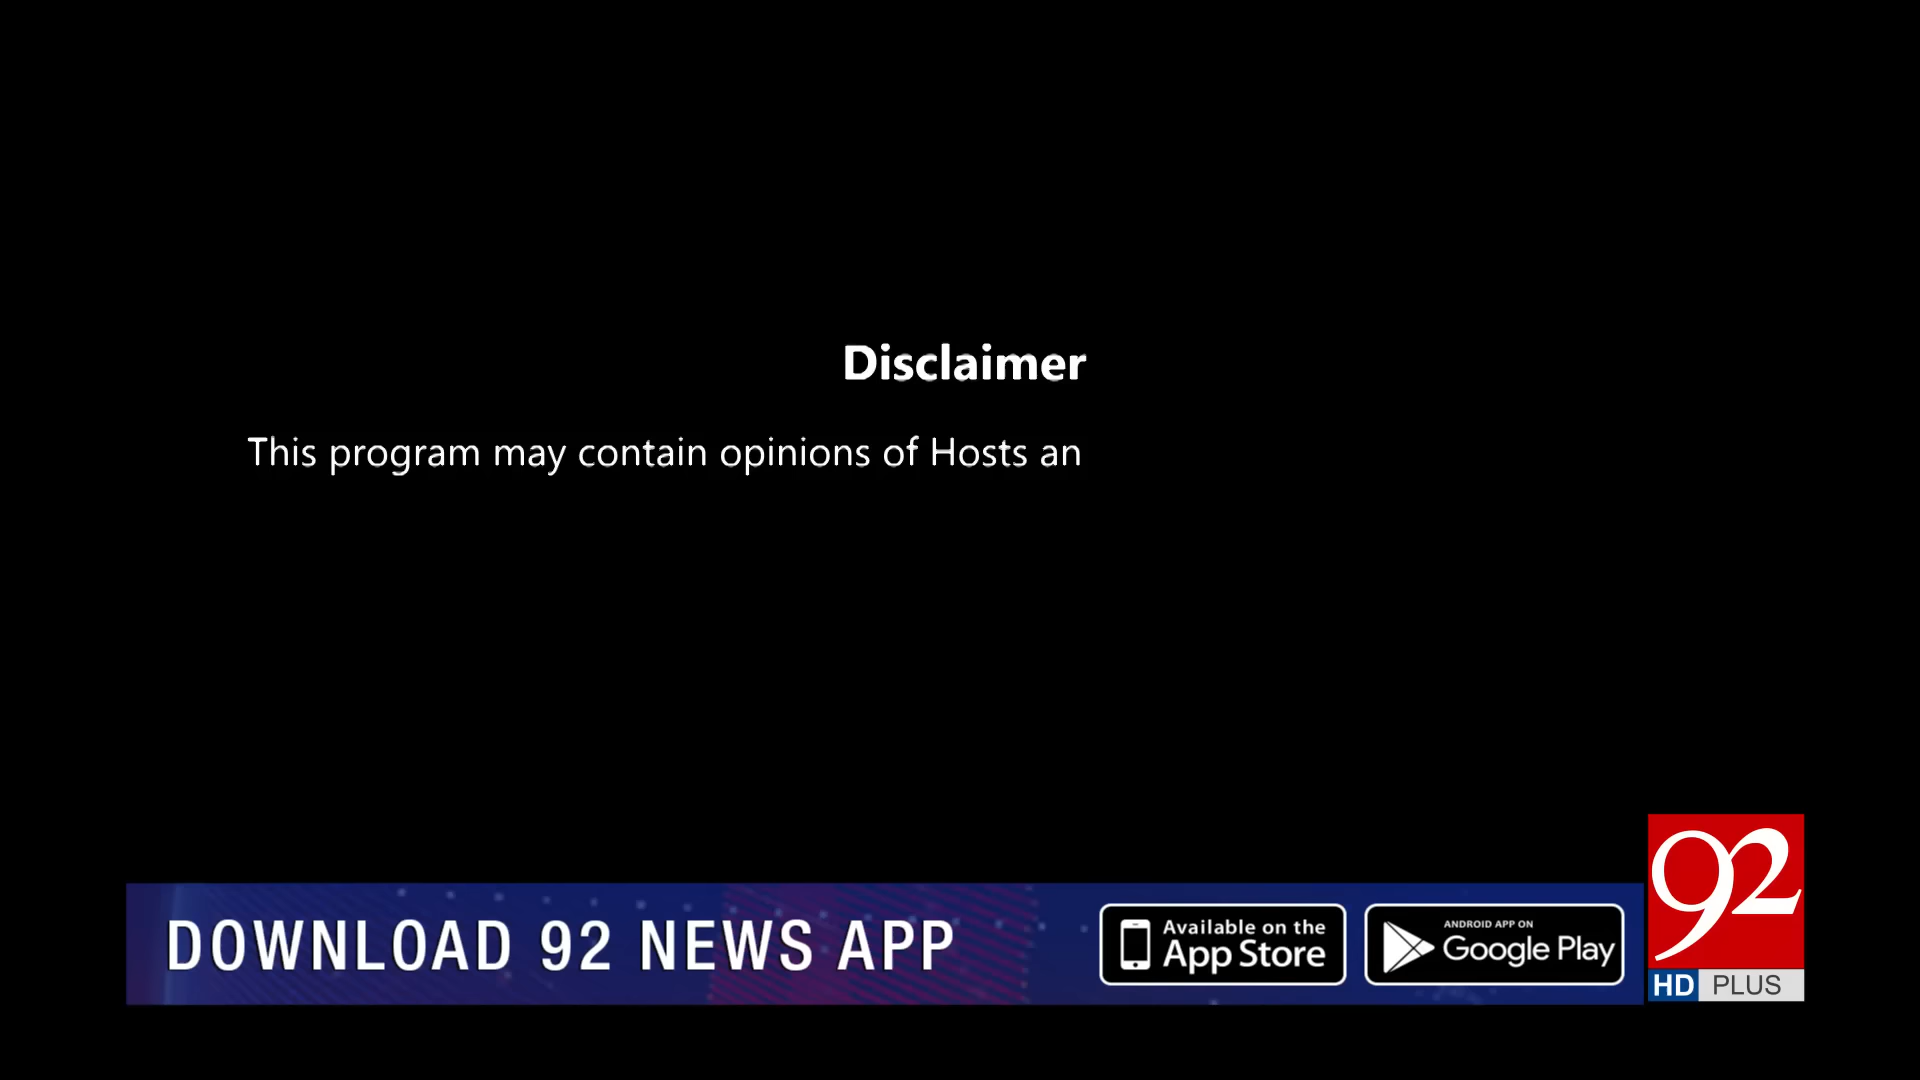 Disclaimer
This program may contain opinions of Hosts an
DOWNLOAD 92 NEWS APP
Available on the
App Store
ANDROID APP ON
Google Play
92
HD PLUS